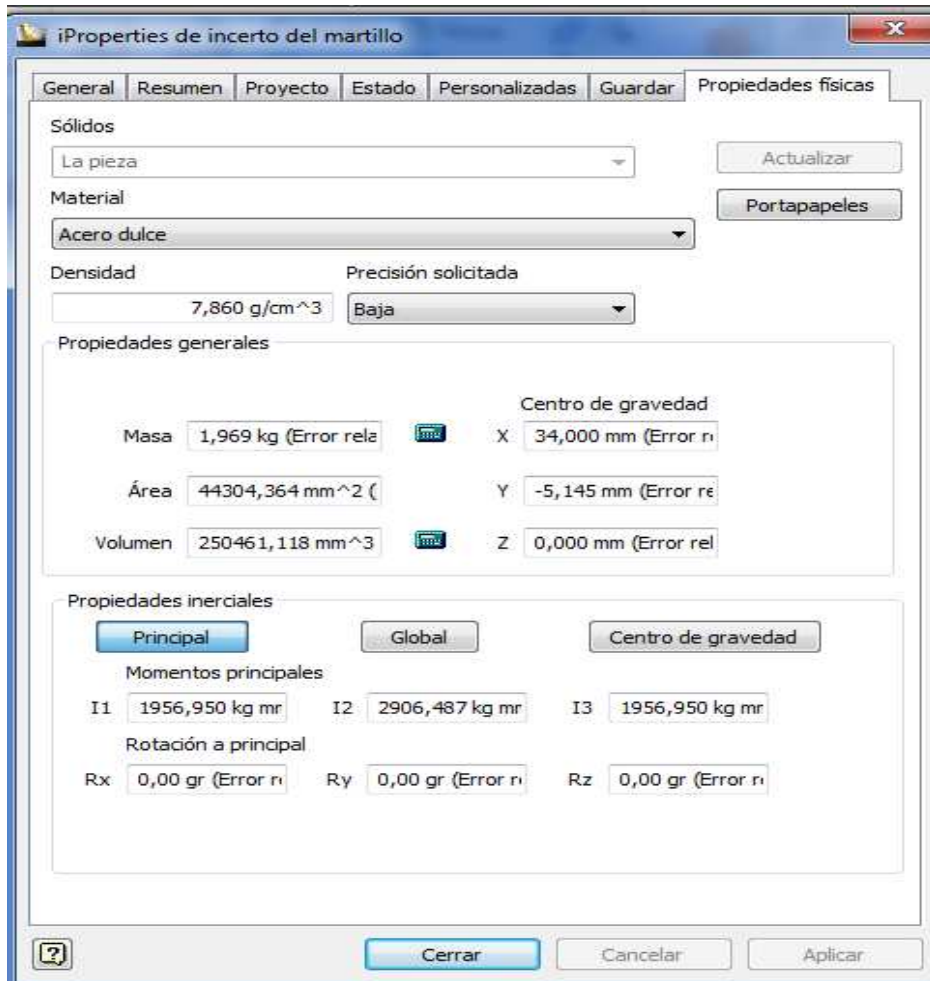 iProperties de incerto del martillo
General Resumen Proyecto Estado Personalizadas Guardar Propiedades físicas
Sólidos
La pieza Actualizar
Material Portapapeles
Acero dulce
Densidad Precisión solicitada
7,860 g/cm^3 Baja
Propiedades generales
Centro de gravedad
Masa 1,969 kg (Error rela X 34,000 mm (Error r
Área 44304,364 mm^2 ( Y -5,145 mm (Error re
Volumen 250461,118 mm^3 Z 0,000 mm (Error rel
Propiedades inerciales
Principal Global Centro de gravedad
Momentos principales
I1 1956,950 kg mr I2 2906,487 kg mr I3 1956,950 kg mr
Rotación a principal
Rx 0,00 gr (Error r Ry 0,00 gr (Error r Rz 0,00 gr (Error r
Cerrar Cancelar Aplicar